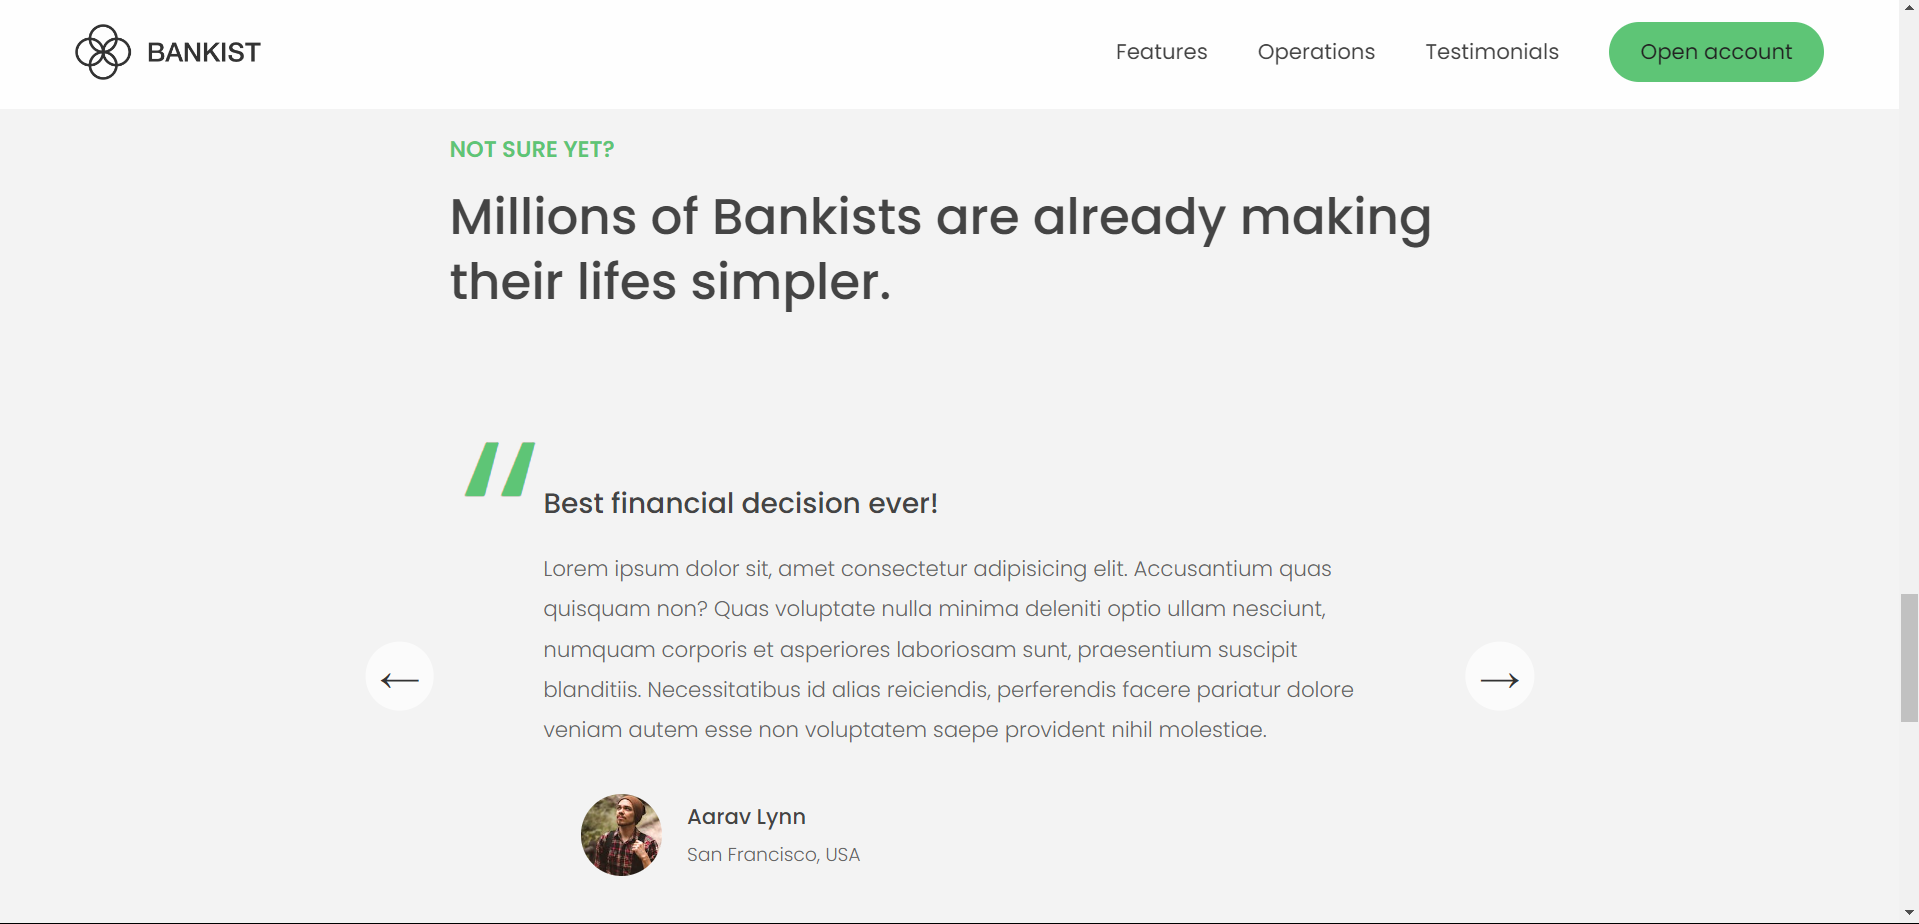 BANKIST
Features
Operations
Testimonials
Open account
NOT SURE YET?
Millions of Bankists are already making
their lifes simpler.
Best financial decision ever!
Lorem ipsum dolor sit, amet consectetur adipisicing elit. Accusantium quas
quisquam non? Quas voluptate nulla minima deleniti optio ullam nesciunt,
numquam corporis et asperiores laboriosam sunt, praesentium suscipit
blanditiis. Necessitatibus id alias reiciendis, perferendis facere pariatur dolore
veniam autem esse non voluptatem saepe provident nihil molestiae.
Aarav Lynn
San Francisco, USA